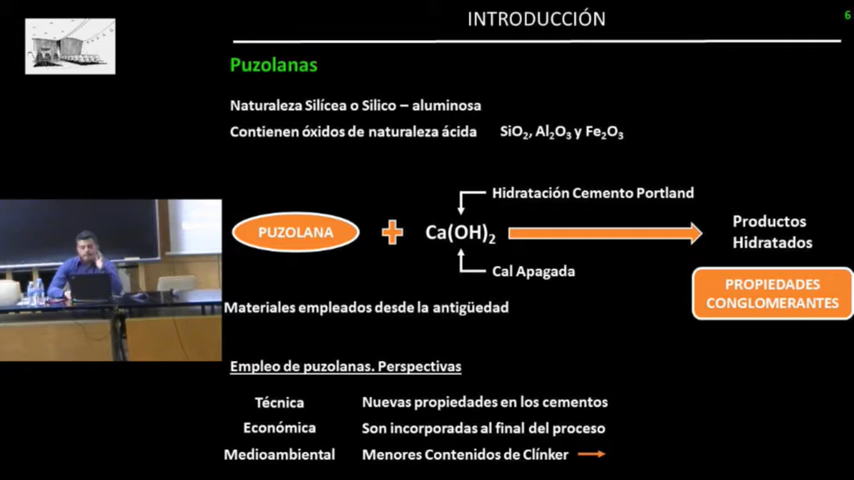 INTRODUCCIÓN
6
Puzolanas
Naturaleza Silícea o Silico – aluminosa
Contienen óxidos de naturaleza ácida SiO₂, Al₂O₃ y Fe₂O₃
Hidratación Cemento Portland
PUZOLANA + Ca(OH)₂
Productos
Hidratados
Cal Apagada
PROPIEDADES
CONGLOMERANTES
Materiales empleados desde la antigüedad
Empleo de puzolanas. Perspectivas
Técnica Nuevas propiedades en los cementos
Económica Son incorporadas al final del proceso
Medioambiental Menores Contenidos de Clínker